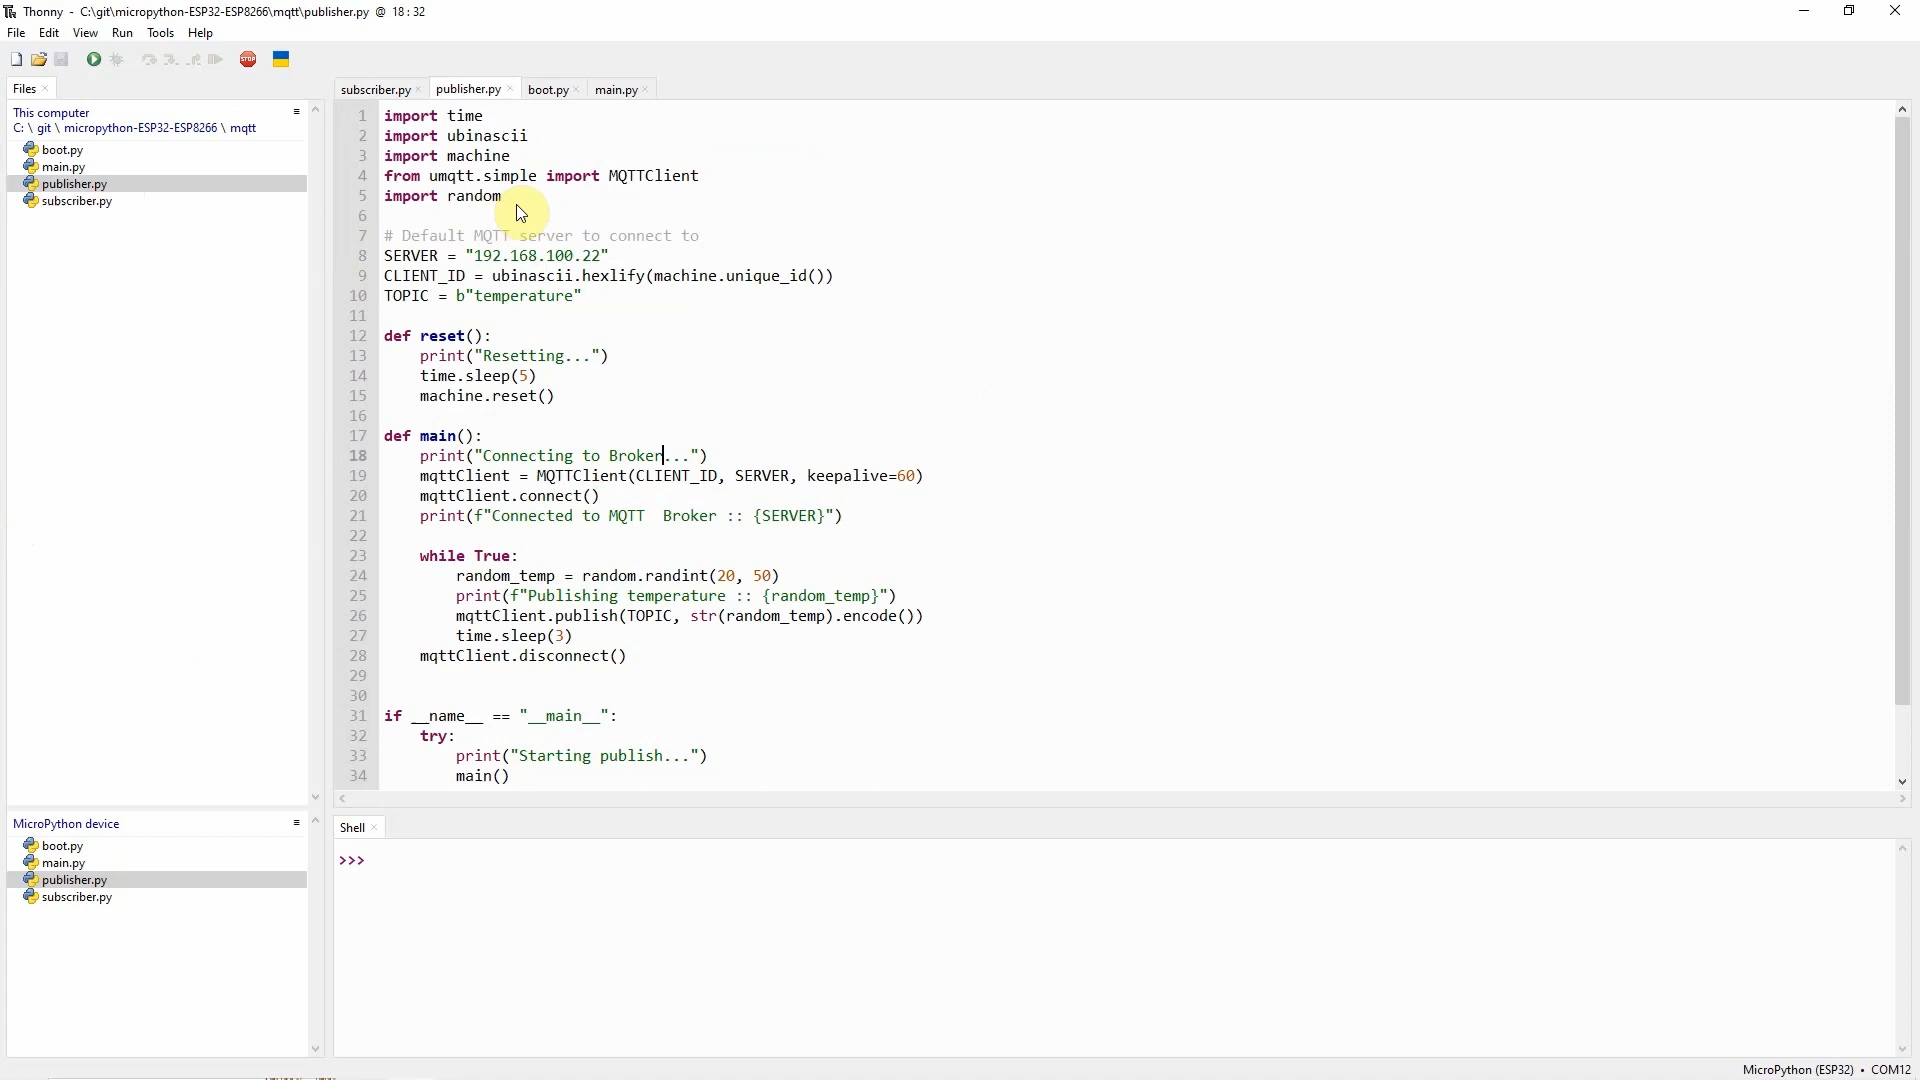 Thonny - C:\git\micropython-ESP32-ESP8266\mqtt\publisher.py @ 18:32
File Edit View Run Tools Help
STOP
Files
This computer
C: \ git \ micropython-ESP32-ESP8266 \ mqtt
boot.py
main.py
publisher.py
subscriber.py
MicroPython device
boot.py
main.py
publisher.py
subscriber.py
subscriber.py publisher.py boot.py main.py
1 import time
2 import ubinascii
3 import machine
4 from umqtt.simple import MQTTClient
5 import random
6
7 # Default MQTT server to connect to
8 SERVER = "192.168.100.22"
9 CLIENT_ID = ubinascii.hexlify(machine.unique_id())
10 TOPIC = b"temperature"
11
12 def reset():
13     print("Resetting...")
14     time.sleep(5)
15     machine.reset()
16
17 def main():
18     print("Connecting to Broker...")
19     mqttClient = MQTTClient(CLIENT_ID, SERVER, keepalive=60)
20     mqttClient.connect()
21     print(f"Connected to MQTT  Broker :: {SERVER}")
22
23     while True:
24         random_temp = random.randint(20, 50)
25         print(f"Publishing temperature :: {random_temp}")
26         mqttClient.publish(TOPIC, str(random_temp).encode())
27         time.sleep(3)
28     mqttClient.disconnect()
29
30
31 if __name__ == "__main__":
32     try:
33         print("Starting publish...")
34         main()
Shell
>>>
MicroPython (ESP32) • COM12